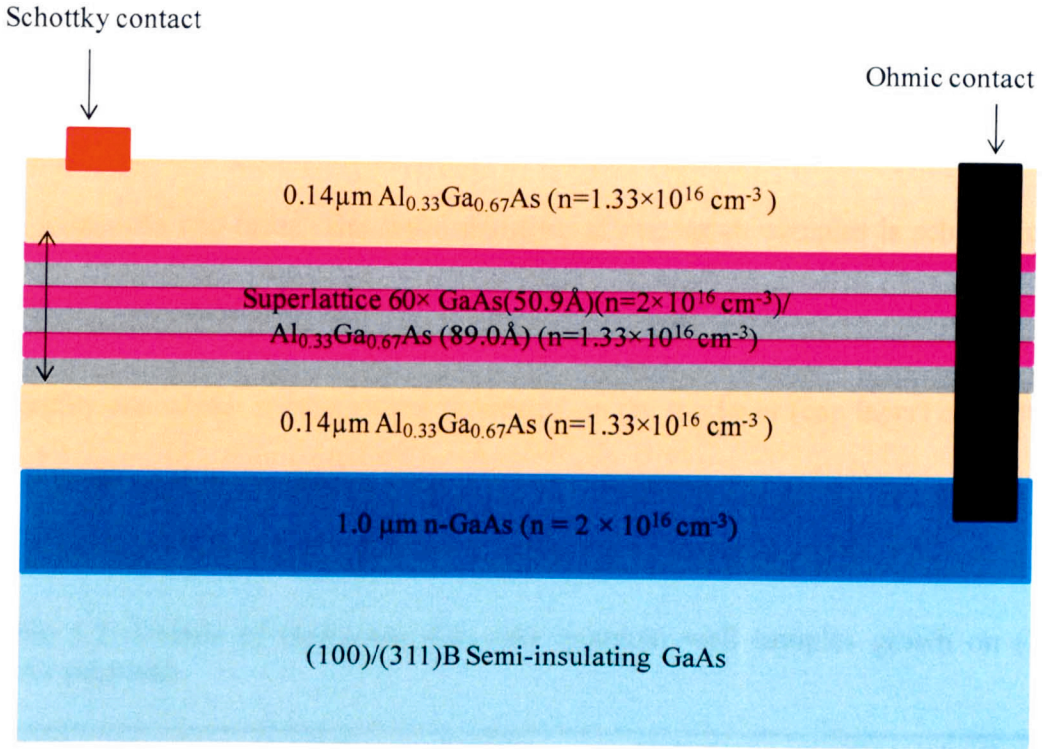 Schottky contact
Ohmic contact
0.14μm Al₀.₃₃Ga₀.₆₇As (n=1.33×10¹⁶ cm⁻³ )
Superlattice 60× GaAs(50.9Å)(n=2×10¹⁶ cm⁻³)/
Al₀.₃₃Ga₀.₆₇As (89.0Å) (n=1.33×10¹⁶ cm⁻³)
0.14μm Al₀.₃₃Ga₀.₆₇As (n=1.33×10¹⁶ cm⁻³ )
1.0 μm n-GaAs (n = 2 × 10¹⁶ cm⁻³)
(100)/(311)B Semi-insulating GaAs